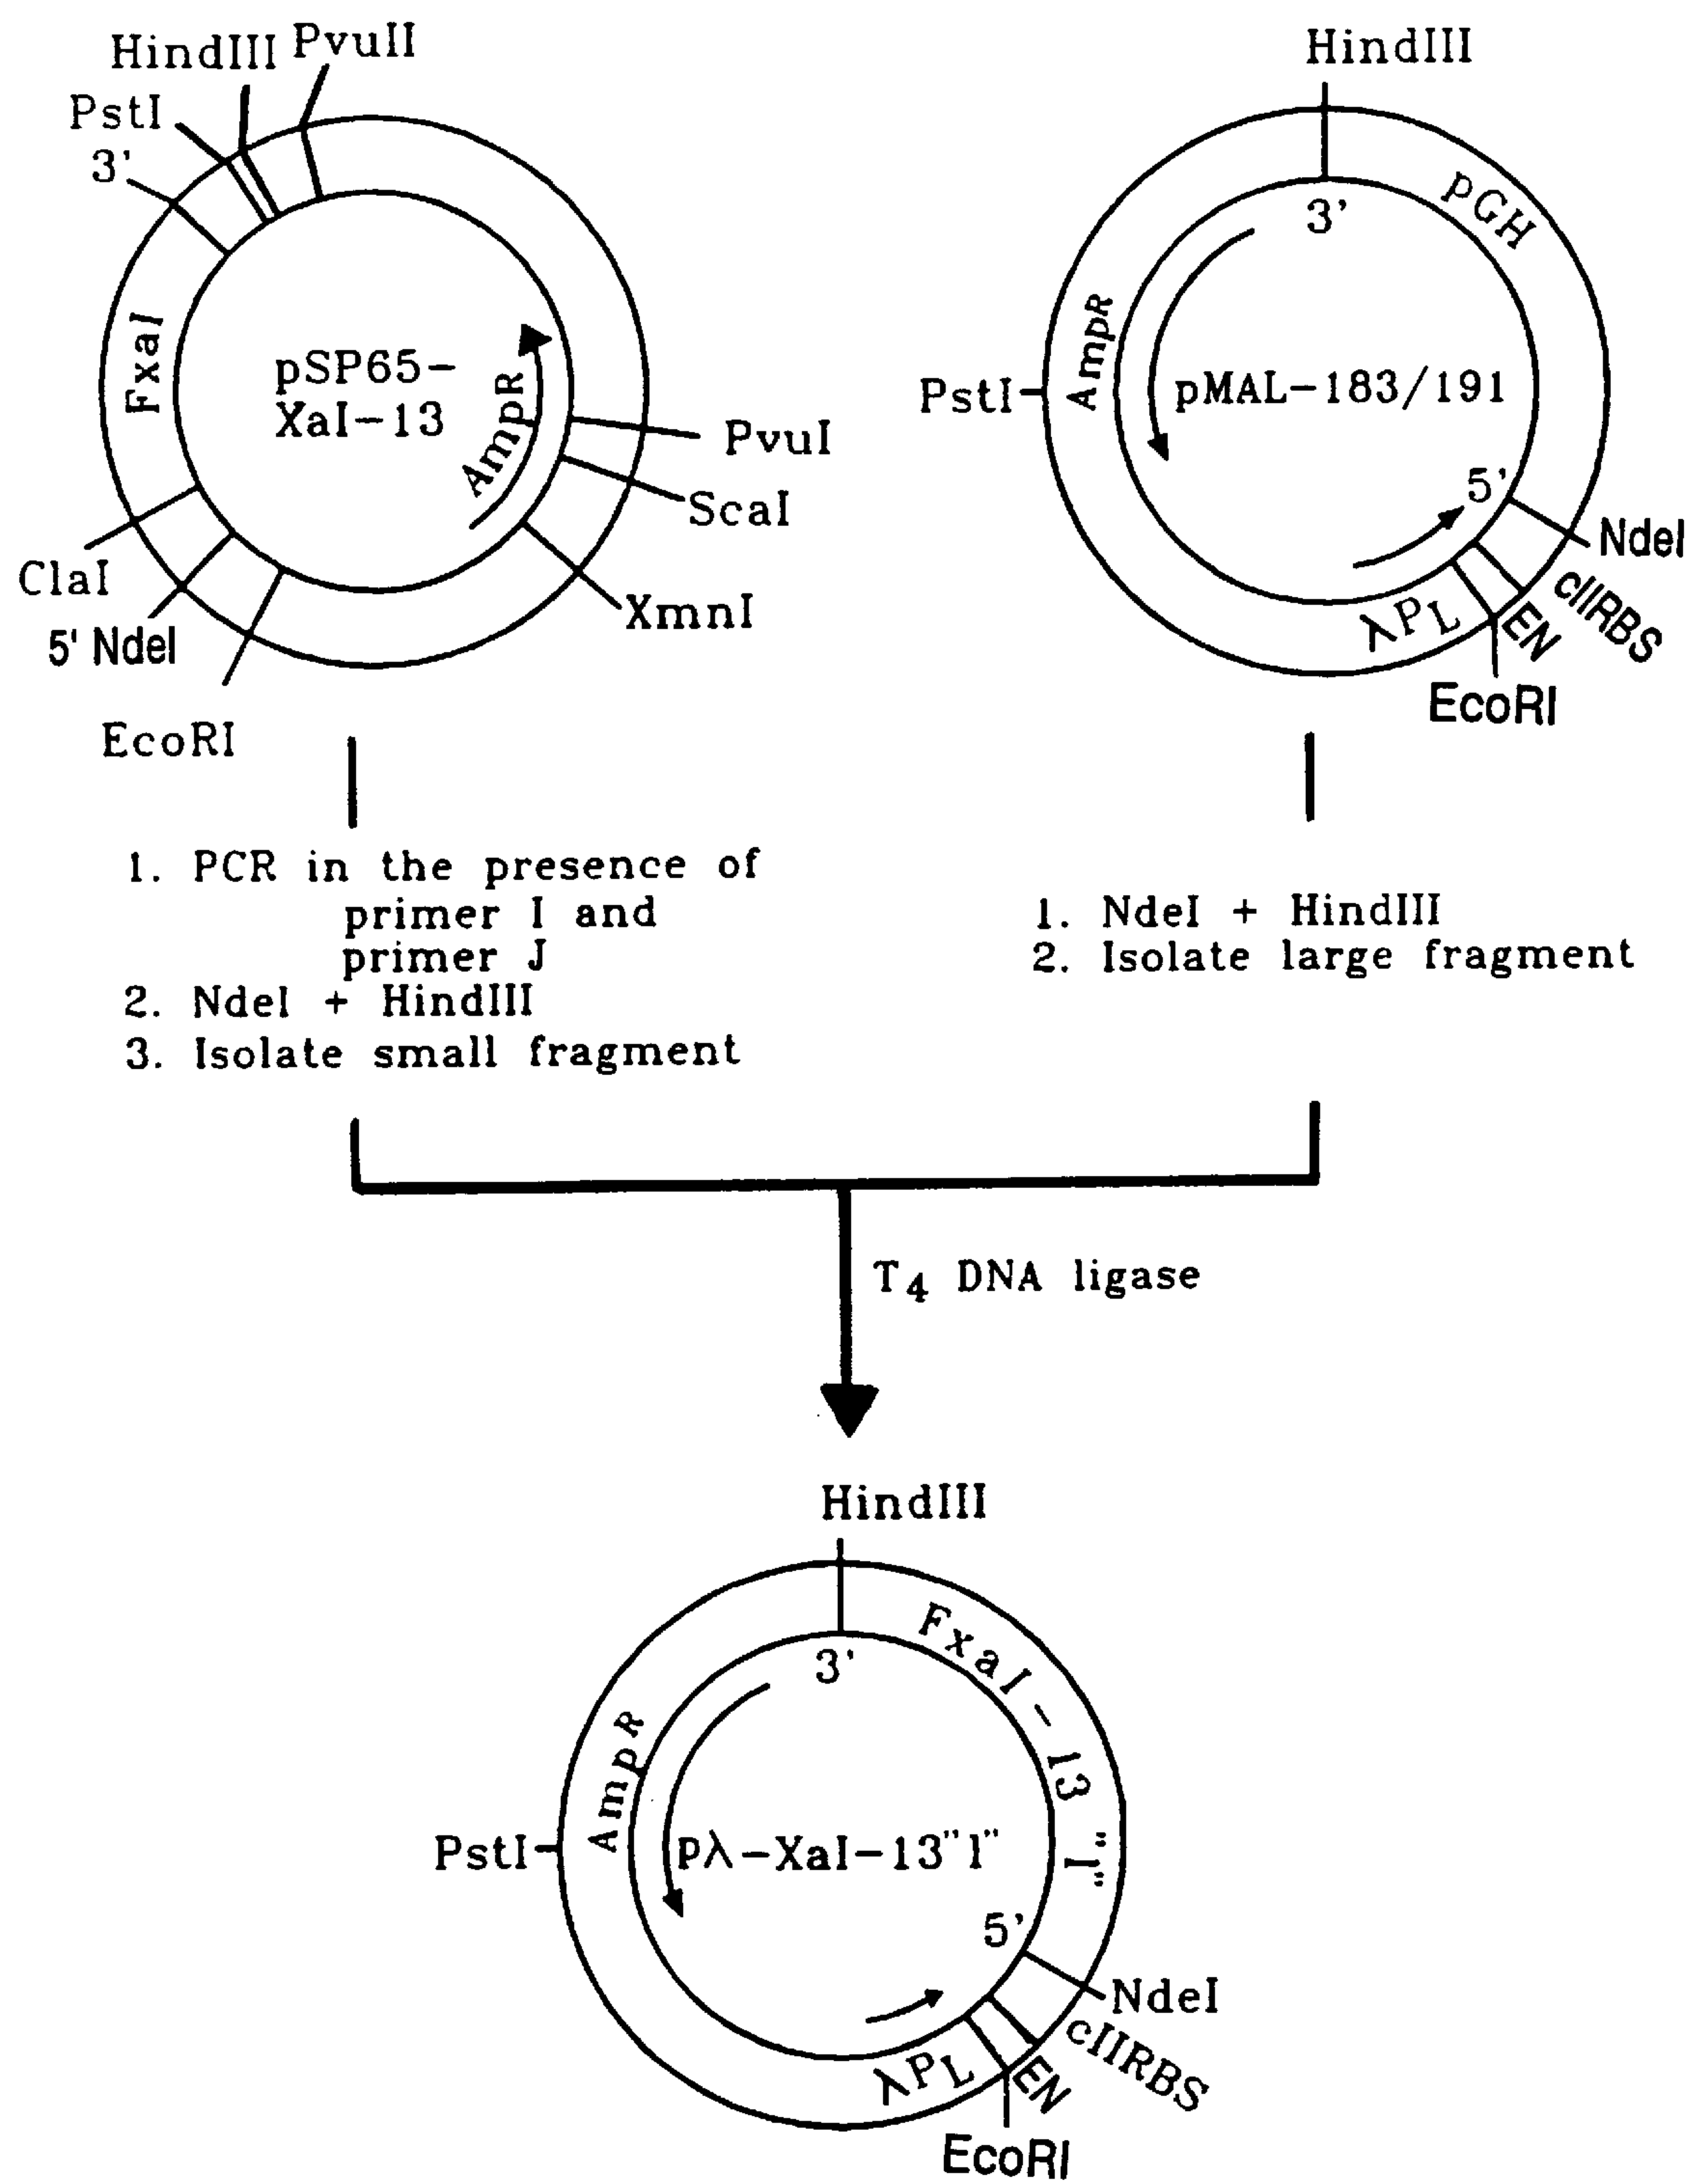 HindIII PvuII
PstI
3'
FxaI
pSP65-
XaI-13
AmpR
PvuI
ScaI
XmnI
ClaI
5' NdeI
EcoRI
HindIII
3'
pGH
AmpR
PstI
pMAL-183/191
5'
NdeI
cIIRBS
EN
λPL
EcoRI
1. PCR in the presence of
primer I and
primer J
2. NdeI + HindIII
3. Isolate small fragment
1. NdeI + HindIII
2. Isolate large fragment
T4 DNA ligase
HindIII
3'
FxaI-13"I"
AmpR
PstI
pλ-XaI-13"I"
5'
NdeI
cIIRBS
EN
λPL
EcoRI